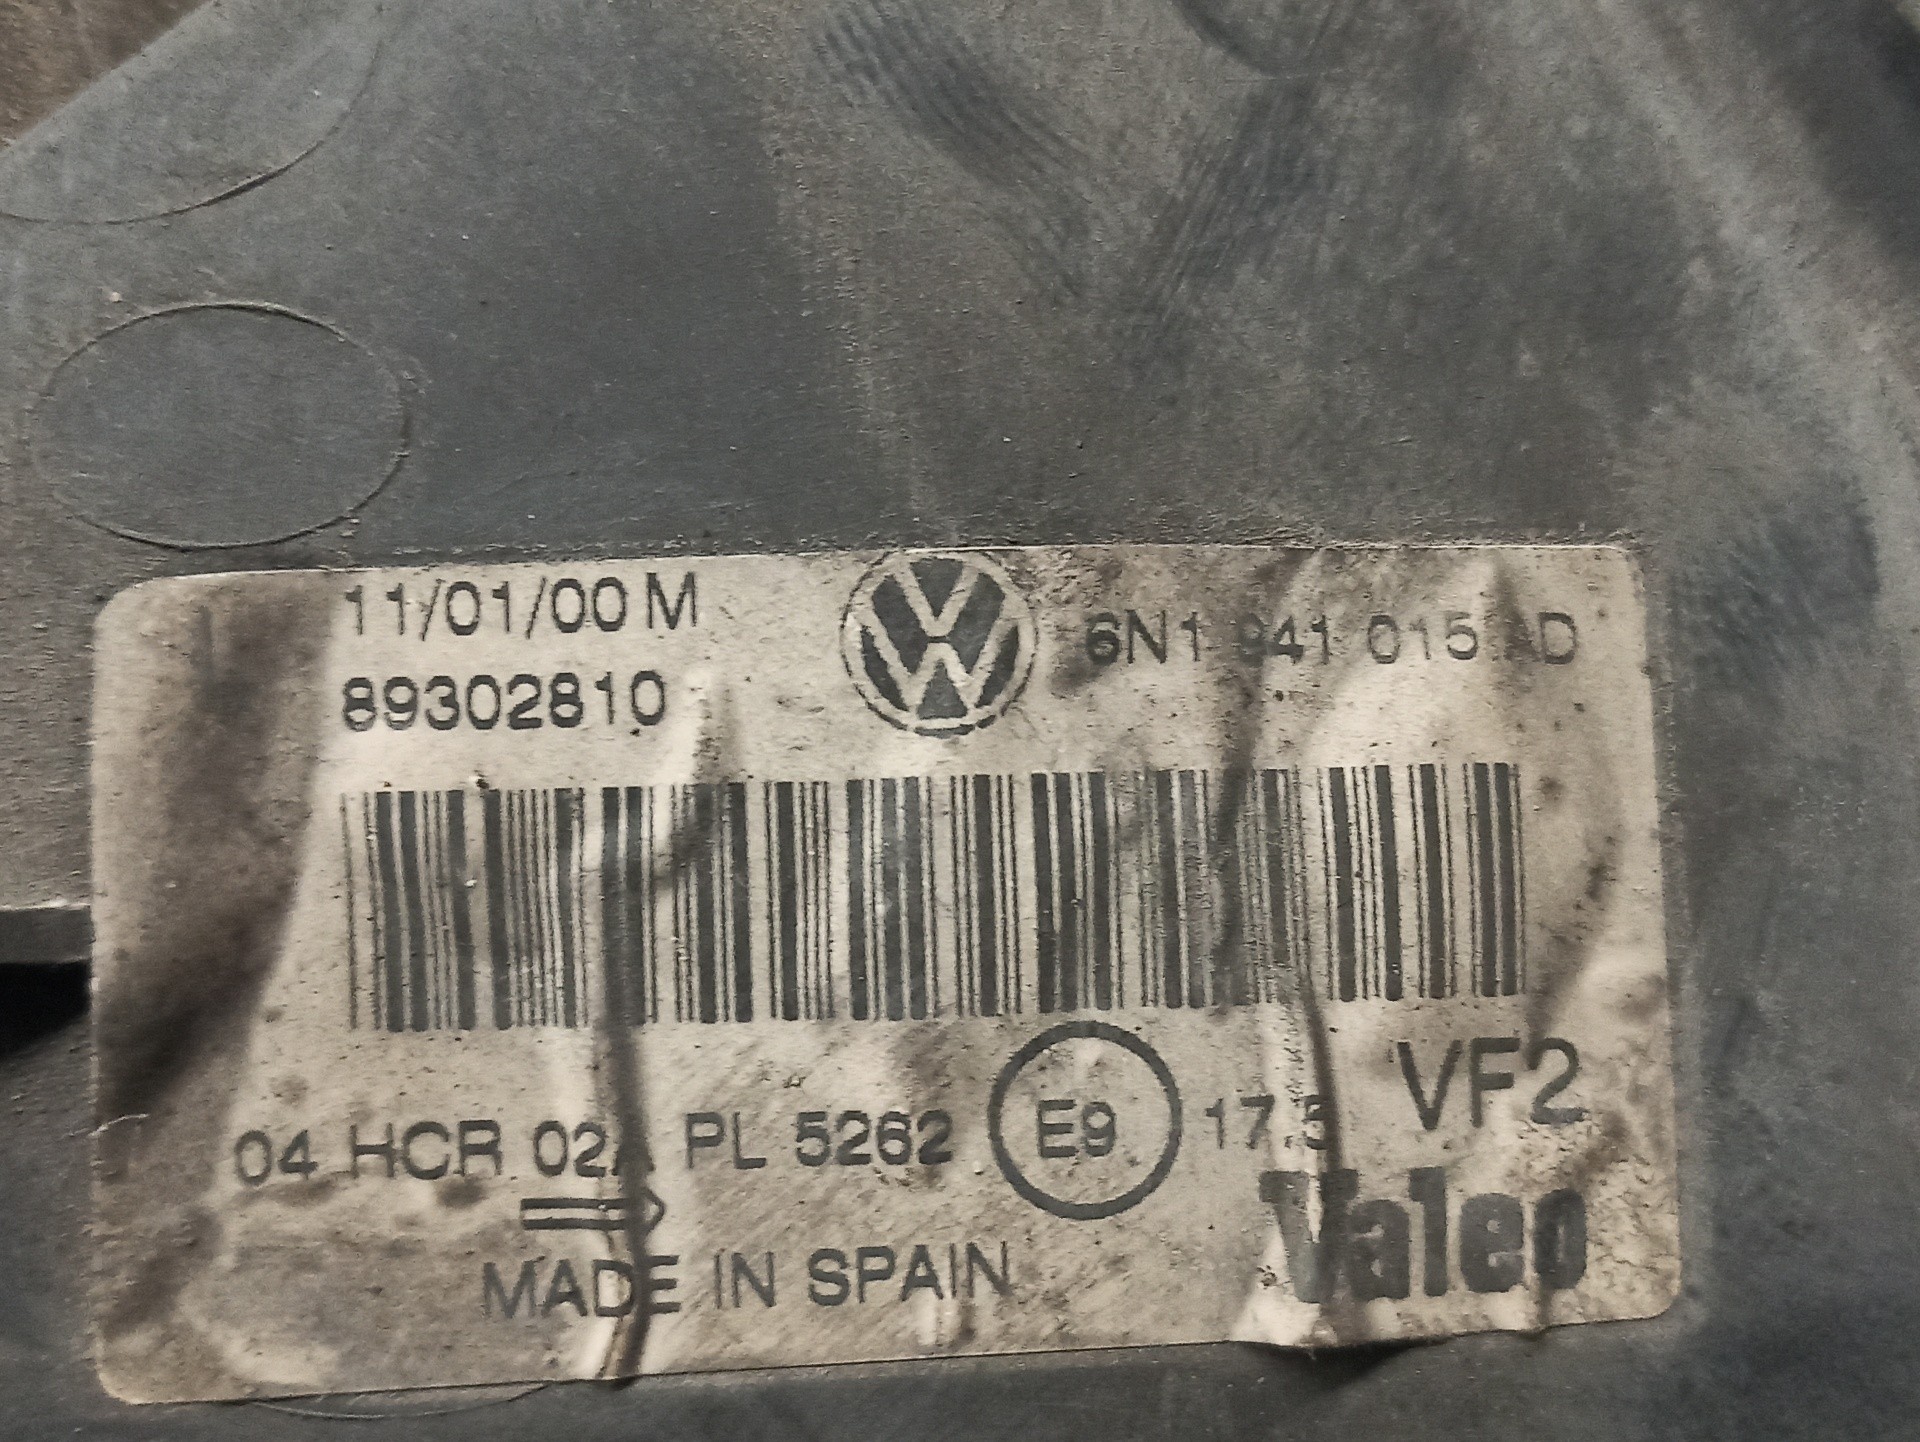 11/01/00 M
6N1 941 015 AD
89302810
04 HCR 02A PL 5262 E9 17.5 VF2
Valeo
MADE IN SPAIN